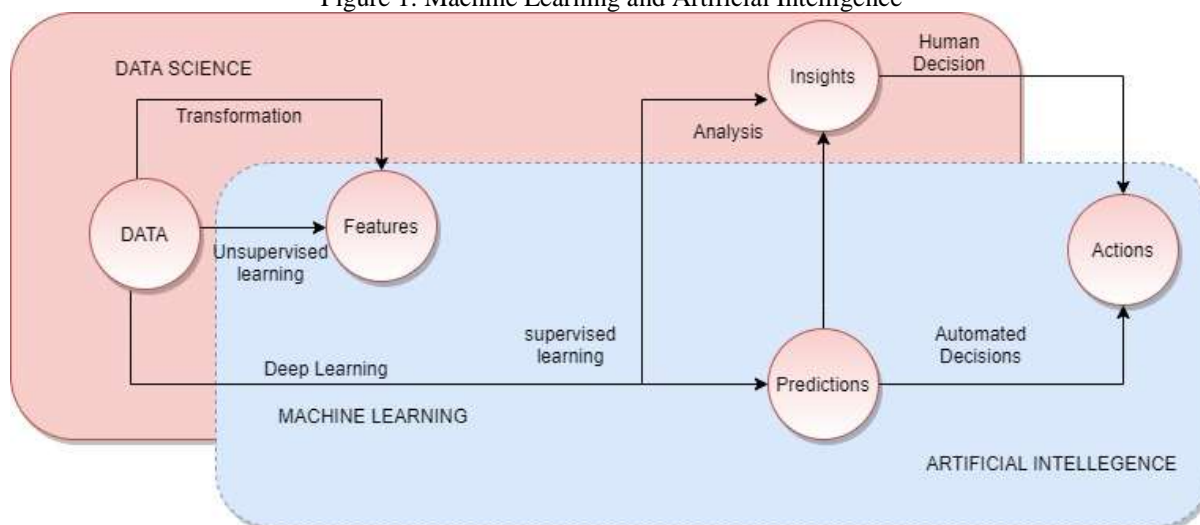 Figure 1: Machine Learning and Artificial Intelligence
DATA SCIENCE
Transformation
DATA
Unsupervised
learning
Features
Analysis
Insights
Human
Decision
Actions
supervised
learning
Deep Learning
Predictions
Automated
Decisions
MACHINE LEARNING
ARTIFICIAL INTELLEGENCE